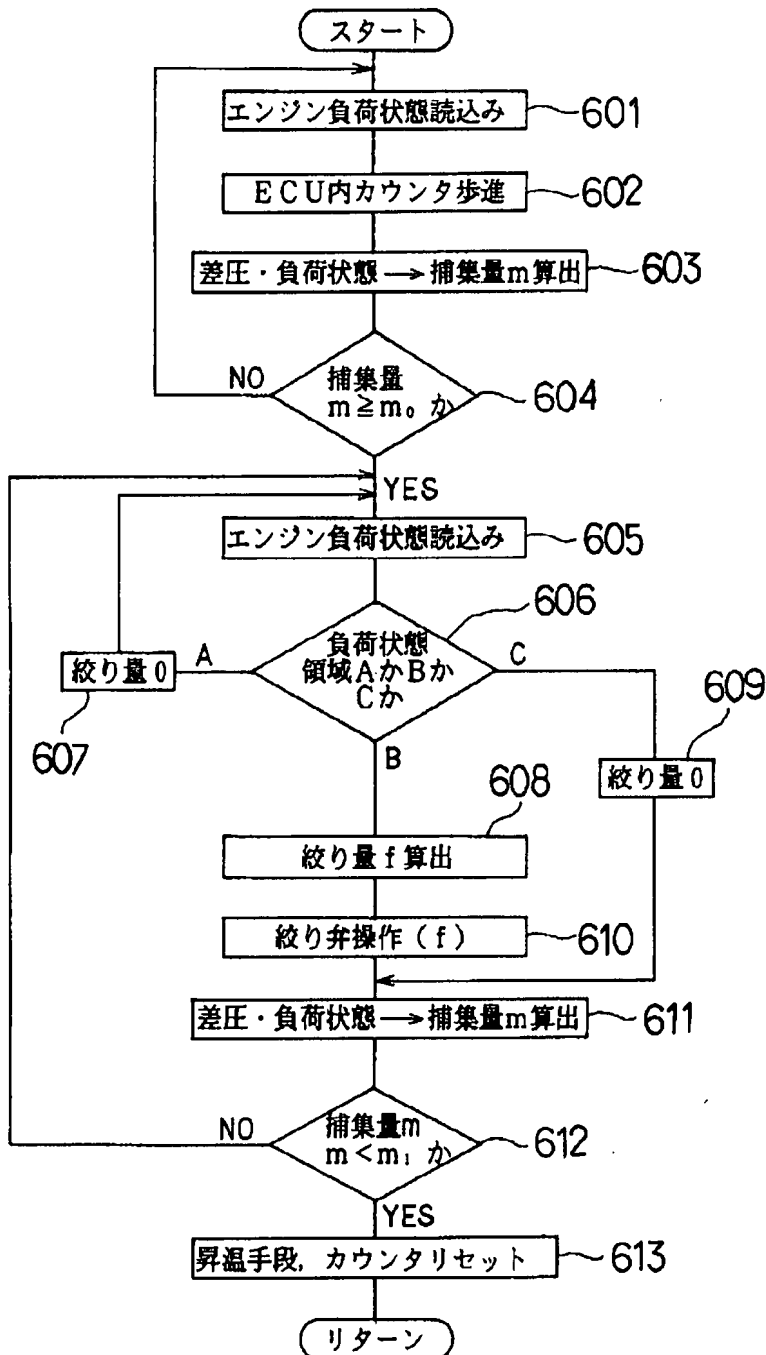 スタート
エンジン負荷状態読込み
601
ECU内カウンタ歩進
602
差圧・負荷状態→捕集量m算出
603
捕集量
m≧m₀か
604
NO
YES
エンジン負荷状態読込み
605
負荷状態
領域AかBか
Cか
606
A
B
C
絞り量0
607
絞り量f算出
608
絞り量0
609
絞り弁操作(f)
610
差圧・負荷状態→捕集量m算出
611
捕集量m
m<m₁か
612
NO
YES
昇温手段,カウンタリセット
613
リターン